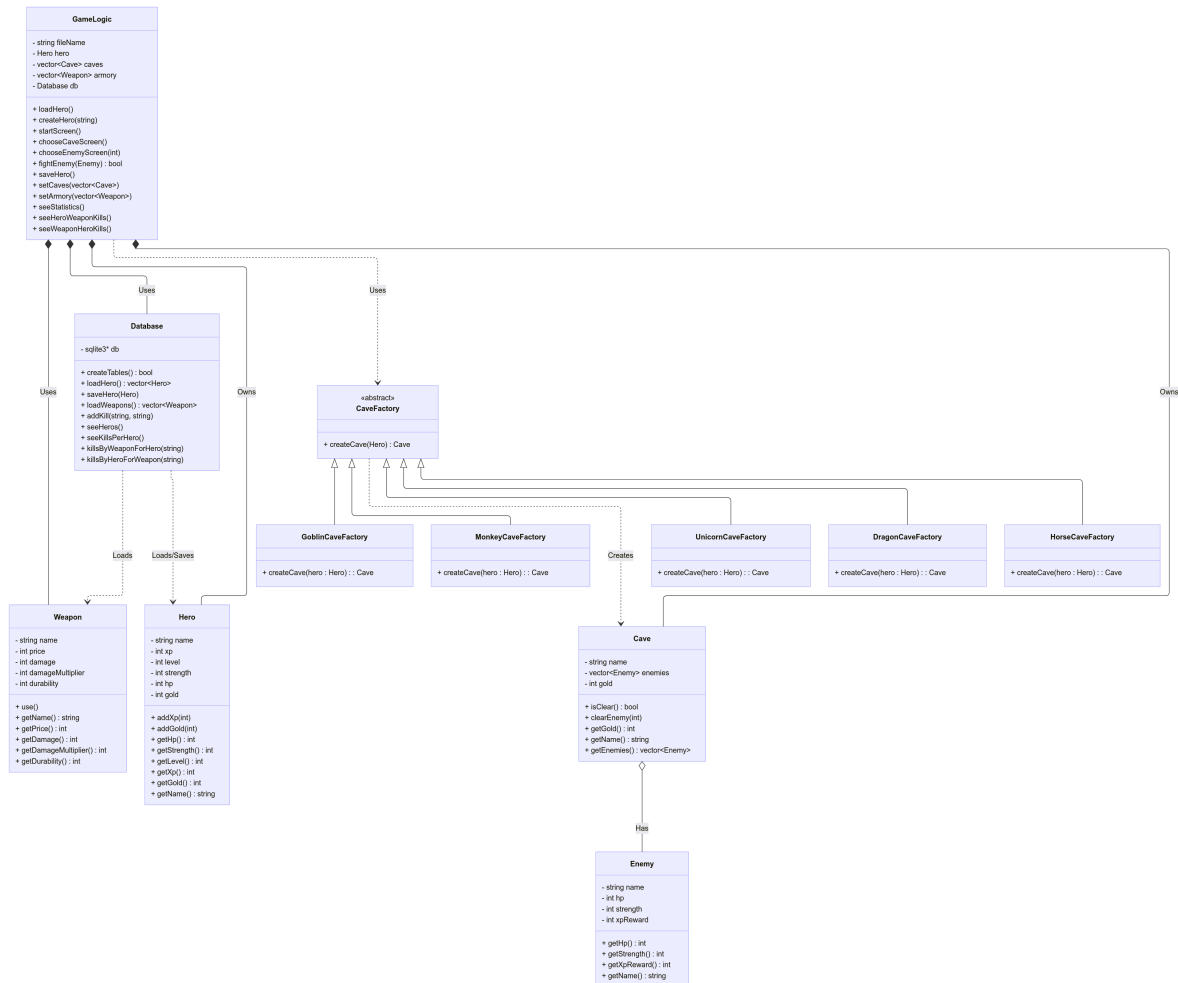 GameLogic
- string fileName
- Hero hero
- vector<Cave> caves
- vector<Weapon> armory
- Database db
+ loadHero()
+ createHero(string)
+ startScreen()
+ chooseCaveScreen()
+ chooseEnemyScreen(int)
+ fightEnemy(Enemy) : bool
+ saveHero()
+ setCaves(vector<Cave>)
+ setArmory(vector<Weapon>)
+ seeStatistics()
+ seeHeroWeaponKills()
+ seeWeaponHeroKills()
Uses
Uses
Database
- sqlite3* db
+ createTables() : bool
+ loadHero() : vector<Hero>
+ saveHero(Hero)
+ loadWeapons() : vector<Weapon>
+ addKill(string, string)
+ seeHeros()
+ seeKillsPerHero()
+ killsByWeaponForHero(string)
+ killsByHeroForWeapon(string)
Uses
Owns
Owns
«abstract»
CaveFactory
+ createCave(Hero) : Cave
GoblinCaveFactory
+ createCave(hero : Hero) : : Cave
MonkeyCaveFactory
+ createCave(hero : Hero) : : Cave
UnicornCaveFactory
+ createCave(hero : Hero) : : Cave
DragonCaveFactory
+ createCave(hero : Hero) : : Cave
HorseCaveFactory
+ createCave(hero : Hero) : : Cave
Loads
Loads/Saves
Creates
Weapon
- string name
- int price
- int damage
- int damageMultiplier
- int durability
+ use()
+ getName() : string
+ getPrice() : int
+ getDamage() : int
+ getDamageMultiplier() : int
+ getDurability() : int
Hero
- string name
- int xp
- int level
- int strength
- int hp
- int gold
+ addXp(int)
+ addGold(int)
+ getHp() : int
+ getStrength() : int
+ getLevel() : int
+ getXp() : int
+ getGold() : int
+ getName() : string
Cave
- string name
- vector<Enemy> enemies
- int gold
+ isClear() : bool
+ clearEnemy(int)
+ getGold() : int
+ getName() : string
+ getEnemies() : vector<Enemy>
Has
Enemy
- string name
- int hp
- int strength
- int xpReward
+ getHp() : int
+ getStrength() : int
+ getXpReward() : int
+ getName() : string